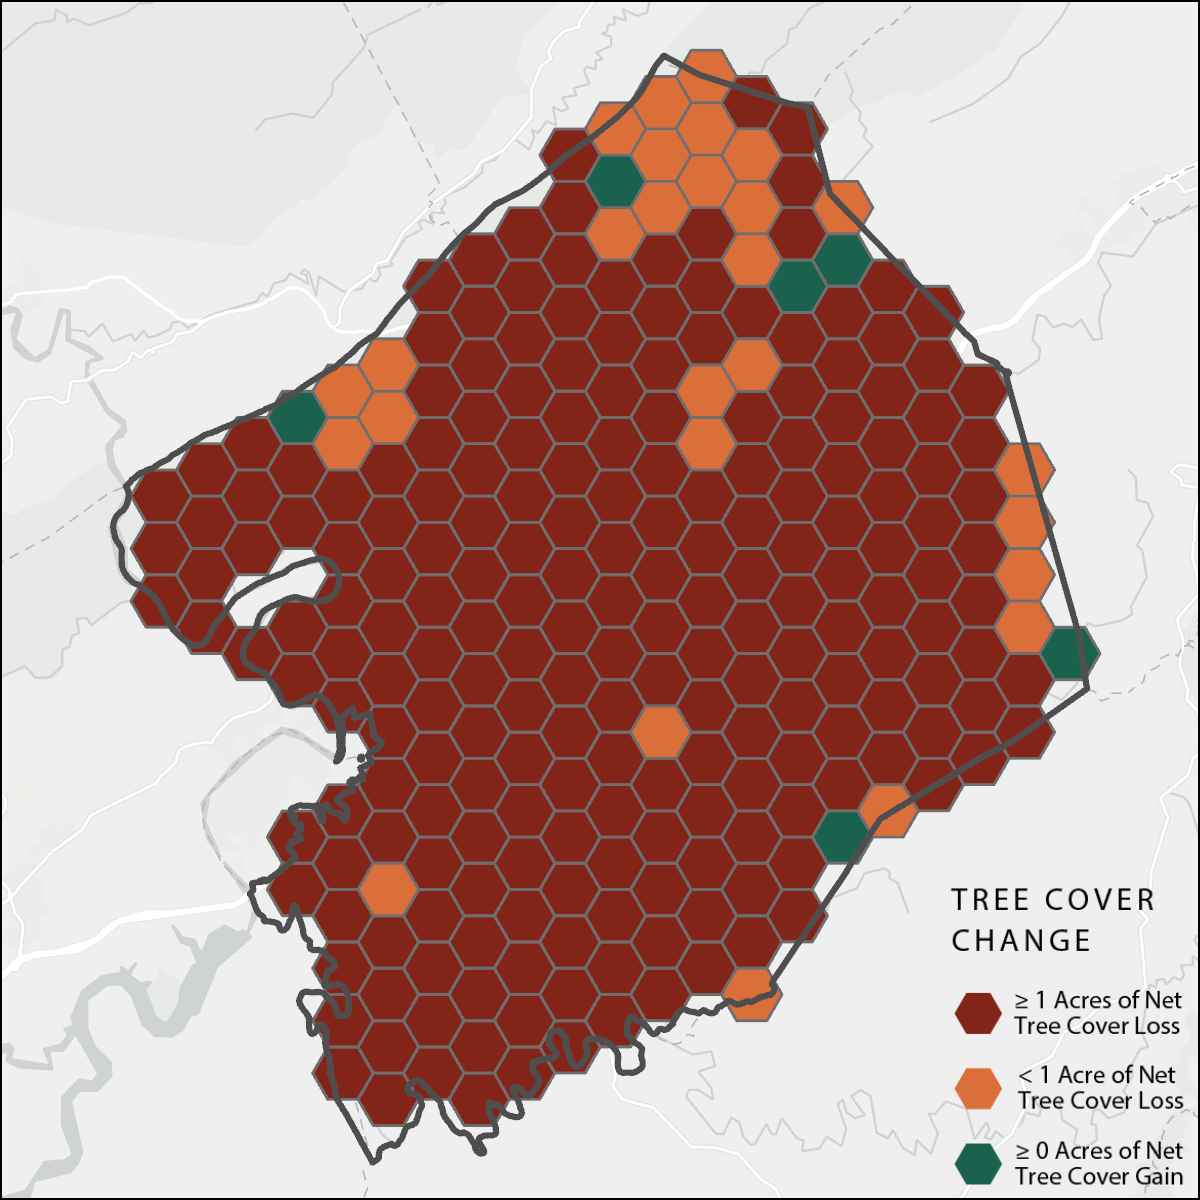 TREE COVER
CHANGE
≥ 1 Acres of Net
Tree Cover Loss
< 1 Acre of Net
Tree Cover Loss
≥ 0 Acres of Net
Tree Cover Gain